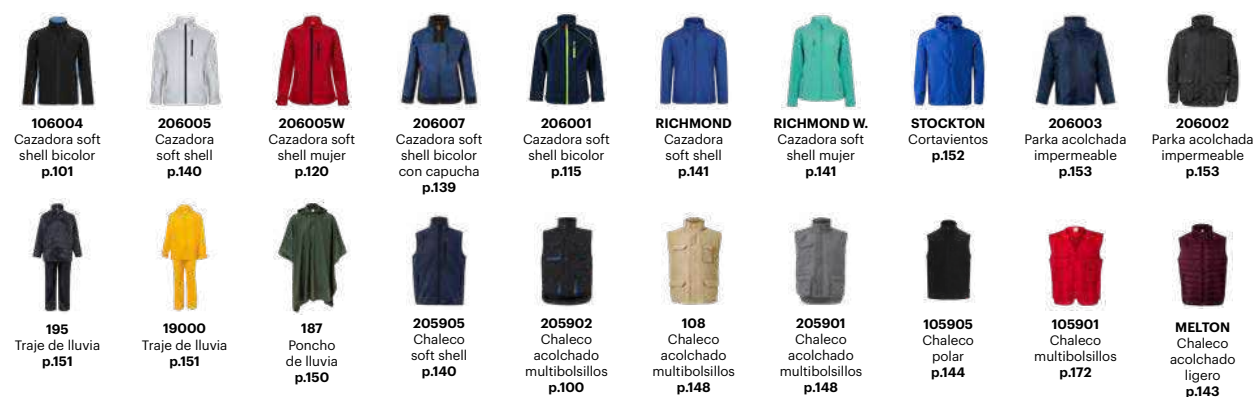 106004
Cazadora soft
shell bicolor
p.101
206005
Cazadora
soft shell
p.140
206005W
Cazadora soft
shell mujer
p.120
206007
Cazadora soft
shell bicolor
con capucha
p.139
206001
Cazadora soft
shell bicolor
p.115
RICHMOND
Cazadora
soft shell
p.141
RICHMOND W.
Cazadora soft
shell mujer
p.141
STOCKTON
Cortavientos
p.152
206003
Parka acolchada
impermeable
p.153
206002
Parka acolchada
impermeable
p.153
195
Traje de lluvia
p.151
19000
Traje de lluvia
p.151
187
Poncho
de lluvia
p.150
205905
Chaleco
soft shell
p.140
205902
Chaleco
acolchado
multibolsillos
p.100
108
Chaleco
acolchado
multibolsillos
p.148
205901
Chaleco
acolchado
multibolsillos
p.148
105905
Chaleco
polar
p.144
105901
Chaleco
multibolsillos
p.172
MELTON
Chaleco
acolchado
ligero
p.143